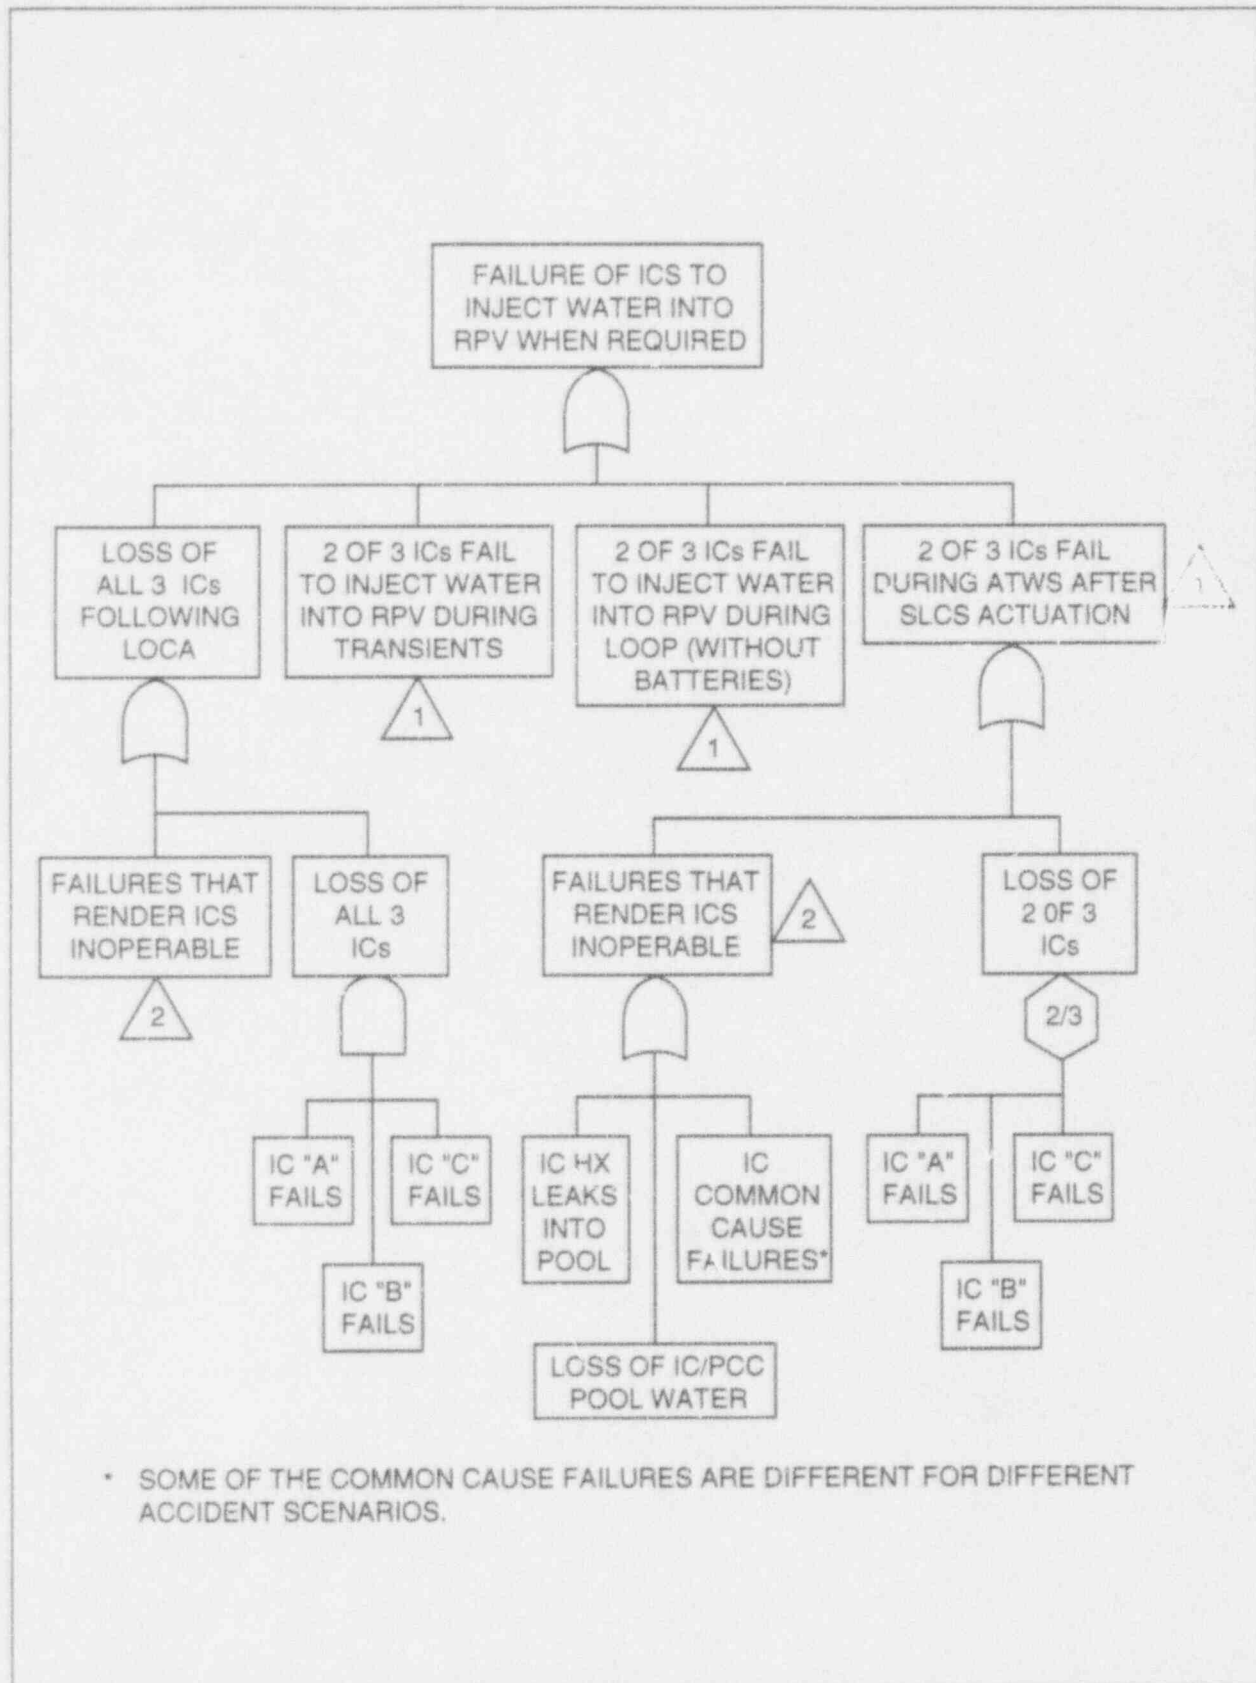 FAILURE OF ICS TO
INJECT WATER INTO
RPV WHEN REQUIRED
LOSS OF
ALL 3 ICs
FOLLOWING
LOCA
2 OF 3 ICs FAIL
TO INJECT WATER
INTO RPV DURING
TRANSIENTS
1
2 OF 3 ICs FAIL
TO INJECT WATER
INTO RPV DURING
LOOP (WITHOUT
BATTERIES)
1
2 OF 3 ICs FAIL
DURING ATWS AFTER
SLCS ACTUATION
1
FAILURES THAT
RENDER ICS
INOPERABLE
2
LOSS OF
ALL 3
ICs
FAILURES THAT
RENDER ICS
INOPERABLE
2
LOSS OF
2 OF 3
ICs
2/3
IC "A"
FAILS
IC "B"
FAILS
IC "C"
FAILS
IC HX
LEAKS
INTO
POOL
LOSS OF IC/PCC
POOL WATER
IC
COMMON
CAUSE
FAILURES*
IC "A"
FAILS
IC "B"
FAILS
IC "C"
FAILS
* SOME OF THE COMMON CAUSE FAILURES ARE DIFFERENT FOR DIFFERENT
ACCIDENT SCENARIOS.